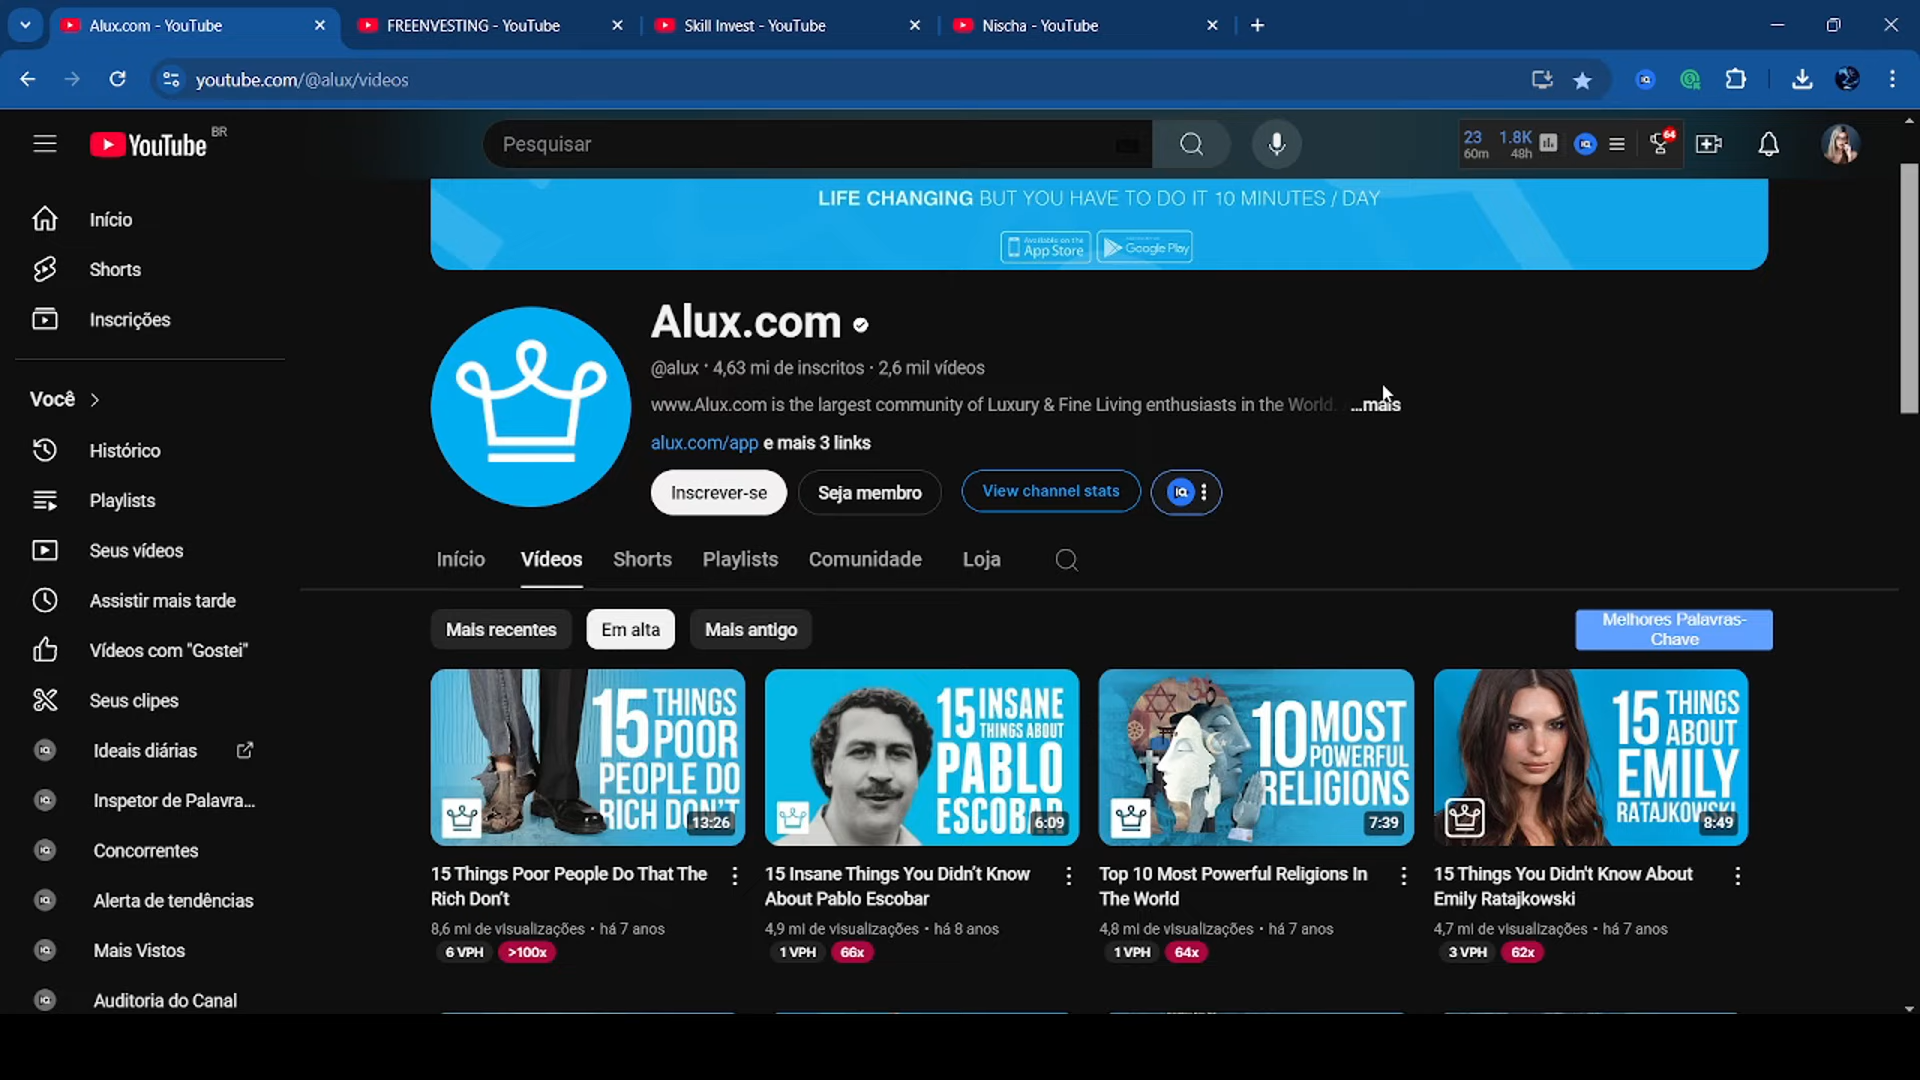 Alux.com - YouTube
FREENVESTING - YouTube
Skill Invest - YouTube
Nischa - YouTube
youtube.com/@alux/videos
YouTube BR
Pesquisar
23 60m
1.8K 48h
64
LIFE CHANGING BUT YOU HAVE TO DO IT 10 MINUTES / DAY
Available on the App Store
Google Play
Início
Shorts
Inscrições
Você
Histórico
Playlists
Seus vídeos
Assistir mais tarde
Vídeos com "Gostei"
Seus clipes
Ideais diárias
Inspetor de Palavra...
Concorrentes
Alerta de tendências
Mais Vistos
Auditoria do Canal
Alux.com
@alux · 4,63 mi de inscritos · 2,6 mil vídeos
www.Alux.com is the largest community of Luxury & Fine Living enthusiasts in the World. ...mais
alux.com/app e mais 3 links
Inscrever-se
Seja membro
View channel stats
IQ
Início
Vídeos
Shorts
Playlists
Comunidade
Loja
Mais recentes
Em alta
Mais antigo
Melhores Palavras-
Chave
15 THINGS
POOR
PEOPLE DO
RICH DON'T
13:26
15 INSANE
THINGS ABOUT
PABLO
ESCOBAR
6:09
10 MOST
POWERFUL
RELIGIONS
7:39
15 THINGS
ABOUT
EMILY
RATAJKOWSKI
8:49
15 Things Poor People Do That The
Rich Don't
8,6 mi de visualizações · há 7 anos
6 VPH >100x
15 Insane Things You Didn't Know
About Pablo Escobar
4,9 mi de visualizações · há 8 anos
1 VPH 66x
Top 10 Most Powerful Religions In
The World
4,8 mi de visualizações · há 7 anos
1 VPH 64x
15 Things You Didn't Know About
Emily Ratajkowski
4,7 mi de visualizações · há 7 anos
3 VPH 62x